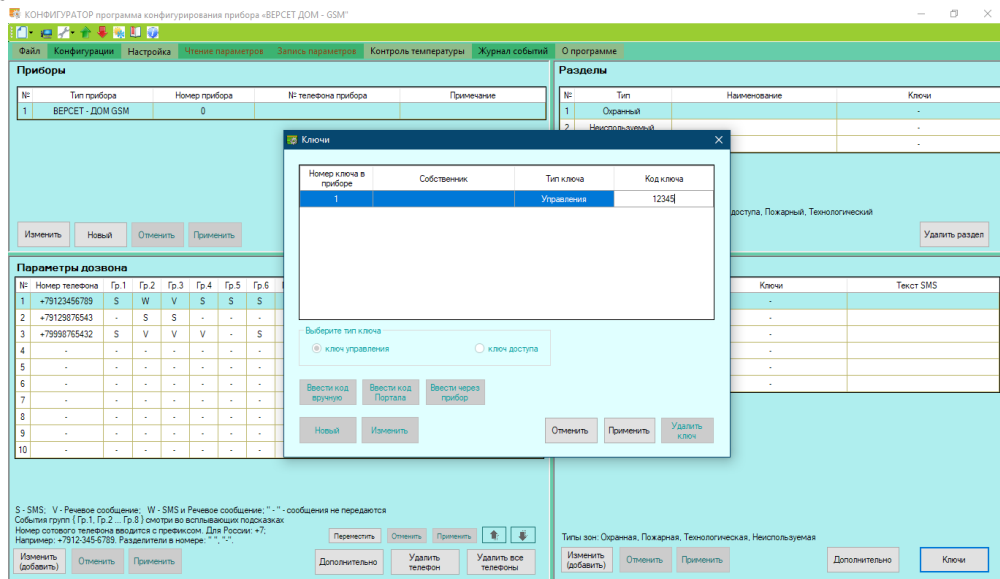 КОНФИГУРАТОР программа конфигурирования прибора «ВЕРСЕТ ДОМ - GSM"
Файл Конфигурации Настройка Чтение параметров Запись параметров Контроль температуры Журнал событий О программе
Приборы
№ Тип прибора Номер прибора № телефона прибора Примечание
1 ВЕРСЕТ - ДОМ GSM 0
Изменить Новый Отменить Применить
Разделы
№ Тип Наименование Ключи
1 Охранный -
2 Неиспользуемый -
-
доступа, Пожарный, Технологический
Удалить раздел
Ключи
Номер ключа в приборе Собственник Тип ключа Код ключа
1 Управления 12345
Выберите тип ключа
ключ управления ключ доступа
Ввести код вручную Ввести код Портала Ввести через прибор
Новый Изменить Отменить Применить Удалить ключ
Параметры дозвона
№ Номер телефона Гр.1 Гр.2 Гр.3 Гр.4 Гр.5 Гр.6
1 +79123456789 S W V S S S
2 +79129876543 - S S - - -
3 +79998765432 S V V V - S
4 - - - - - - -
5 - - - - - - -
6 - - - - - - -
7 - - - - - - -
8 - - - - - - -
9 - - - - - - -
10 - - - - - - -
S - SMS; V - Речевое сообщение; W - SMS и Речевое сообщение; " - " - сообщения не передаются
События групп { Гр.1, Гр.2 ... Гр.8 } смотри во всплывающих подсказках
Номер сотового телефона вводится с префиксом. Для России: +7;
Например: +7912-345-6789. Разделители в номере: " ", "-".
Переместить Отменить Применить
Изменить (добавить) Отменить Применить Дополнительно Удалить телефон Удалить все телефоны
Ключи Текст SMS
-
-
-
-
-
-
-
Типы зон: Охранная, Пожарная, Технологическая, Неиспользуемая
Изменить (добавить) Отменить Применить Дополнительно Ключи